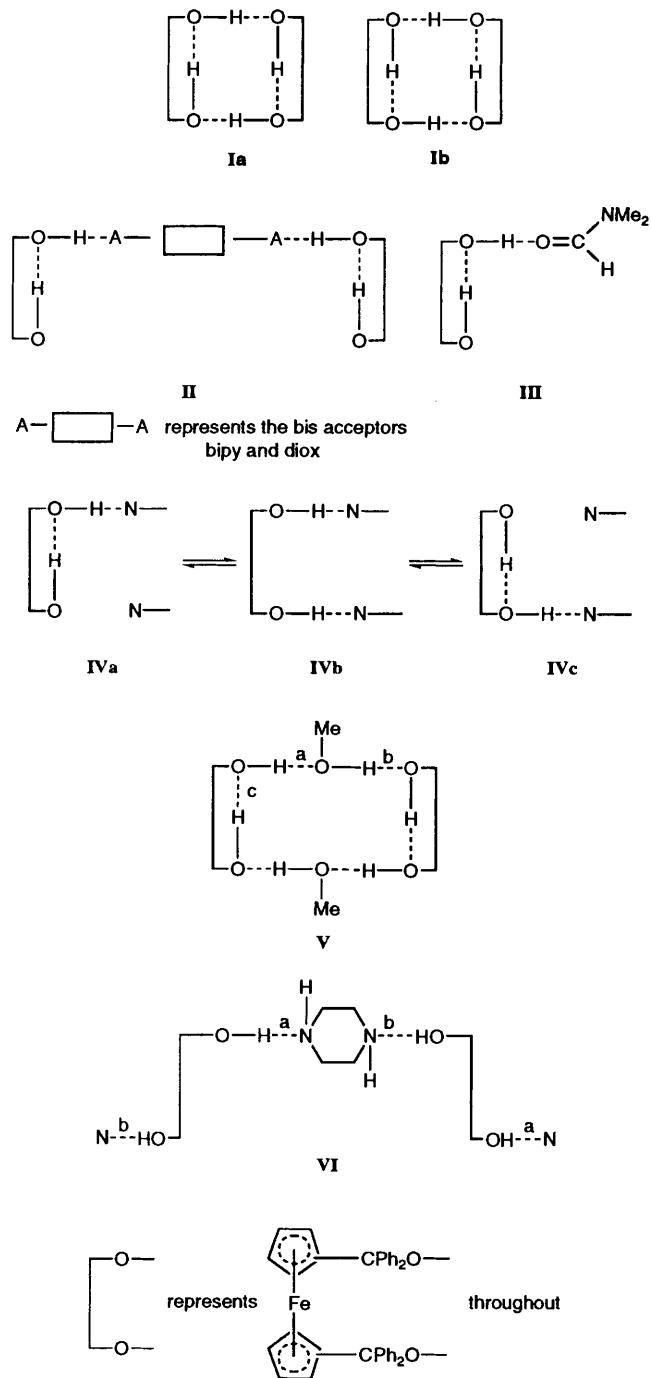 O—H---O O---H—O
H H H H
O---H—O O—H---O
Ia Ib
O—H--A— —A---H—O O—H--O=C NMe₂
H H H H
O O O
II III
A— —A represents the bis acceptors
bipy and diox
O—H--N— O—H--N— O N—
H H
O N— O—H---N— O—H---N—
IVa IVb IVc
Me
O—H---O—H---O
a b
c
H H
O---H—O---H—O
Me
V
H
O—H---N N---HO
a b
H
N---HO OH---N
b a
VI
O— CPh₂O—
represents Fe throughout
O— CPh₂O—